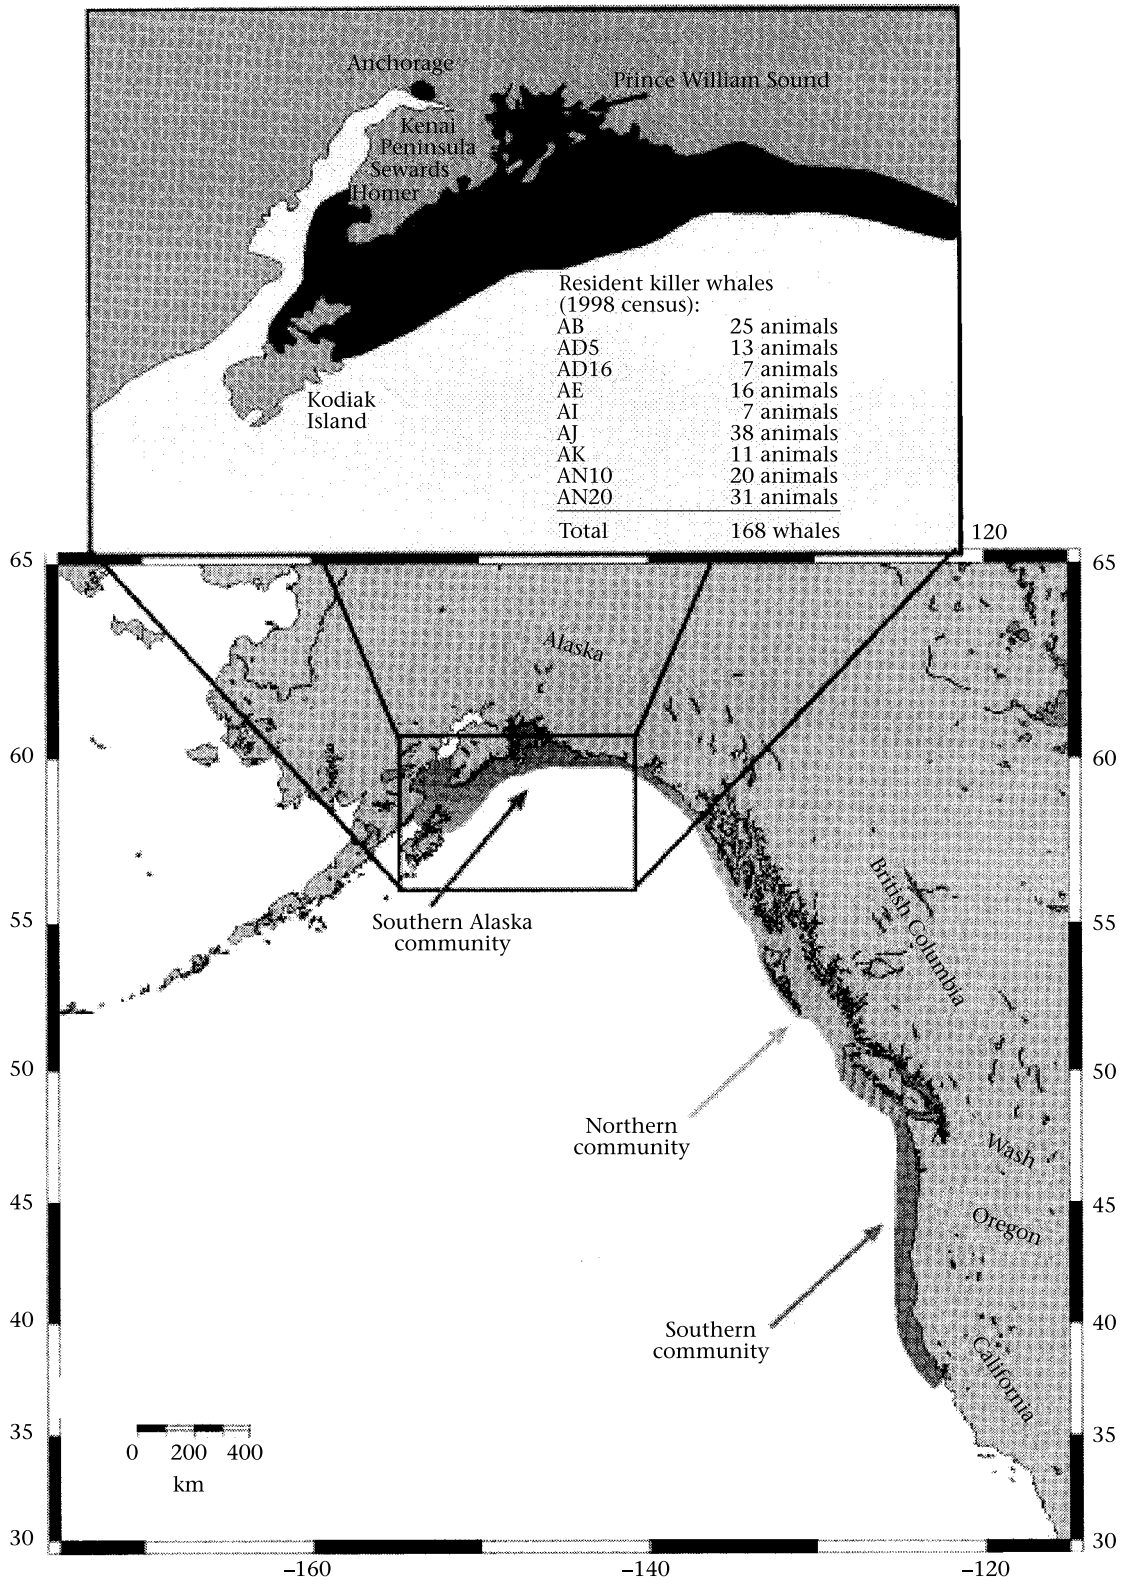 Anchorage
Prince William Sound
Kenai
Peninsula
Sewards
Homer
Kodiak
Island
Resident killer whales
(1998 census):
AB 25 animals
AD5 13 animals
AD16 7 animals
AE 16 animals
AI 7 animals
AJ 38 animals
AK 11 animals
AN10 20 animals
AN20 31 animals
Total 168 whales
120
65 65
Alaska
60 60
British Columbia
Southern Alaska
community
55 55
50 50
Northern
community
Wash
45 45
Oregon
Southern
community
40 40
California
35 35
0 200 400
km
30 30
–160 –140 –120